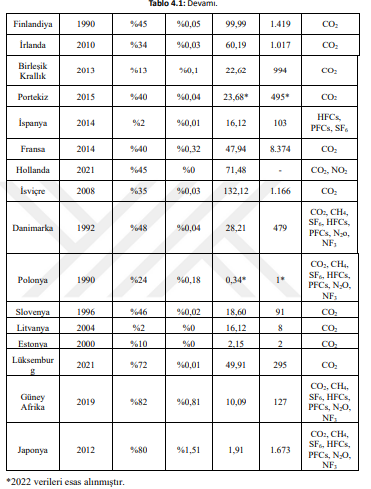 Tablo 4.1: Devamı.
Finlandiya 1990 %45 %0,05 99,99 1.419 CO₂
İrlanda 2010 %34 %0,03 60,19 1.017 CO₂
Birleşik
Krallık 2013 %13 %0,1 22,62 994 CO₂
Portekiz 2015 %40 %0,04 23,68* 495* CO₂
İspanya 2014 %2 %0,01 16,12 103 HFCs,
PFCs, SF₆
Fransa 2014 %40 %0,32 47,94 8.374 CO₂
Hollanda 2021 %45 %0 71,48 - CO₂, NO₂
İsviçre 2008 %35 %0,03 132,12 1.166 CO₂
Danimarka 1992 %48 %0,04 28,21 479 CO₂, CH₄,
SF₆, HFCs,
PFCs, N₂o,
NF₃
Polonya 1990 %24 %0,18 0,34* 1* CO₂, CH₄,
SF₆, HFCs,
PFCs, N₂O,
NF₃
Slovenya 1996 %46 %0,02 18,60 91 CO₂
Litvanya 2004 %2 %0 16,12 8 CO₂
Estonya 2000 %10 %0 2,15 2 CO₂
Lüksembur
g 2021 %72 %0,01 49,91 295 CO₂
Güney
Afrika 2019 %82 %0,81 10,09 127 CO₂, CH₄,
SF₆, HFCs,
PFCs, N₂O,
NF₃
Japonya 2012 %80 %1,51 1,91 1.673 CO₂, CH₄,
SF₆, HFCs,
PFCs, N₂O,
NF₃
*2022 verileri esas alınmıştır.